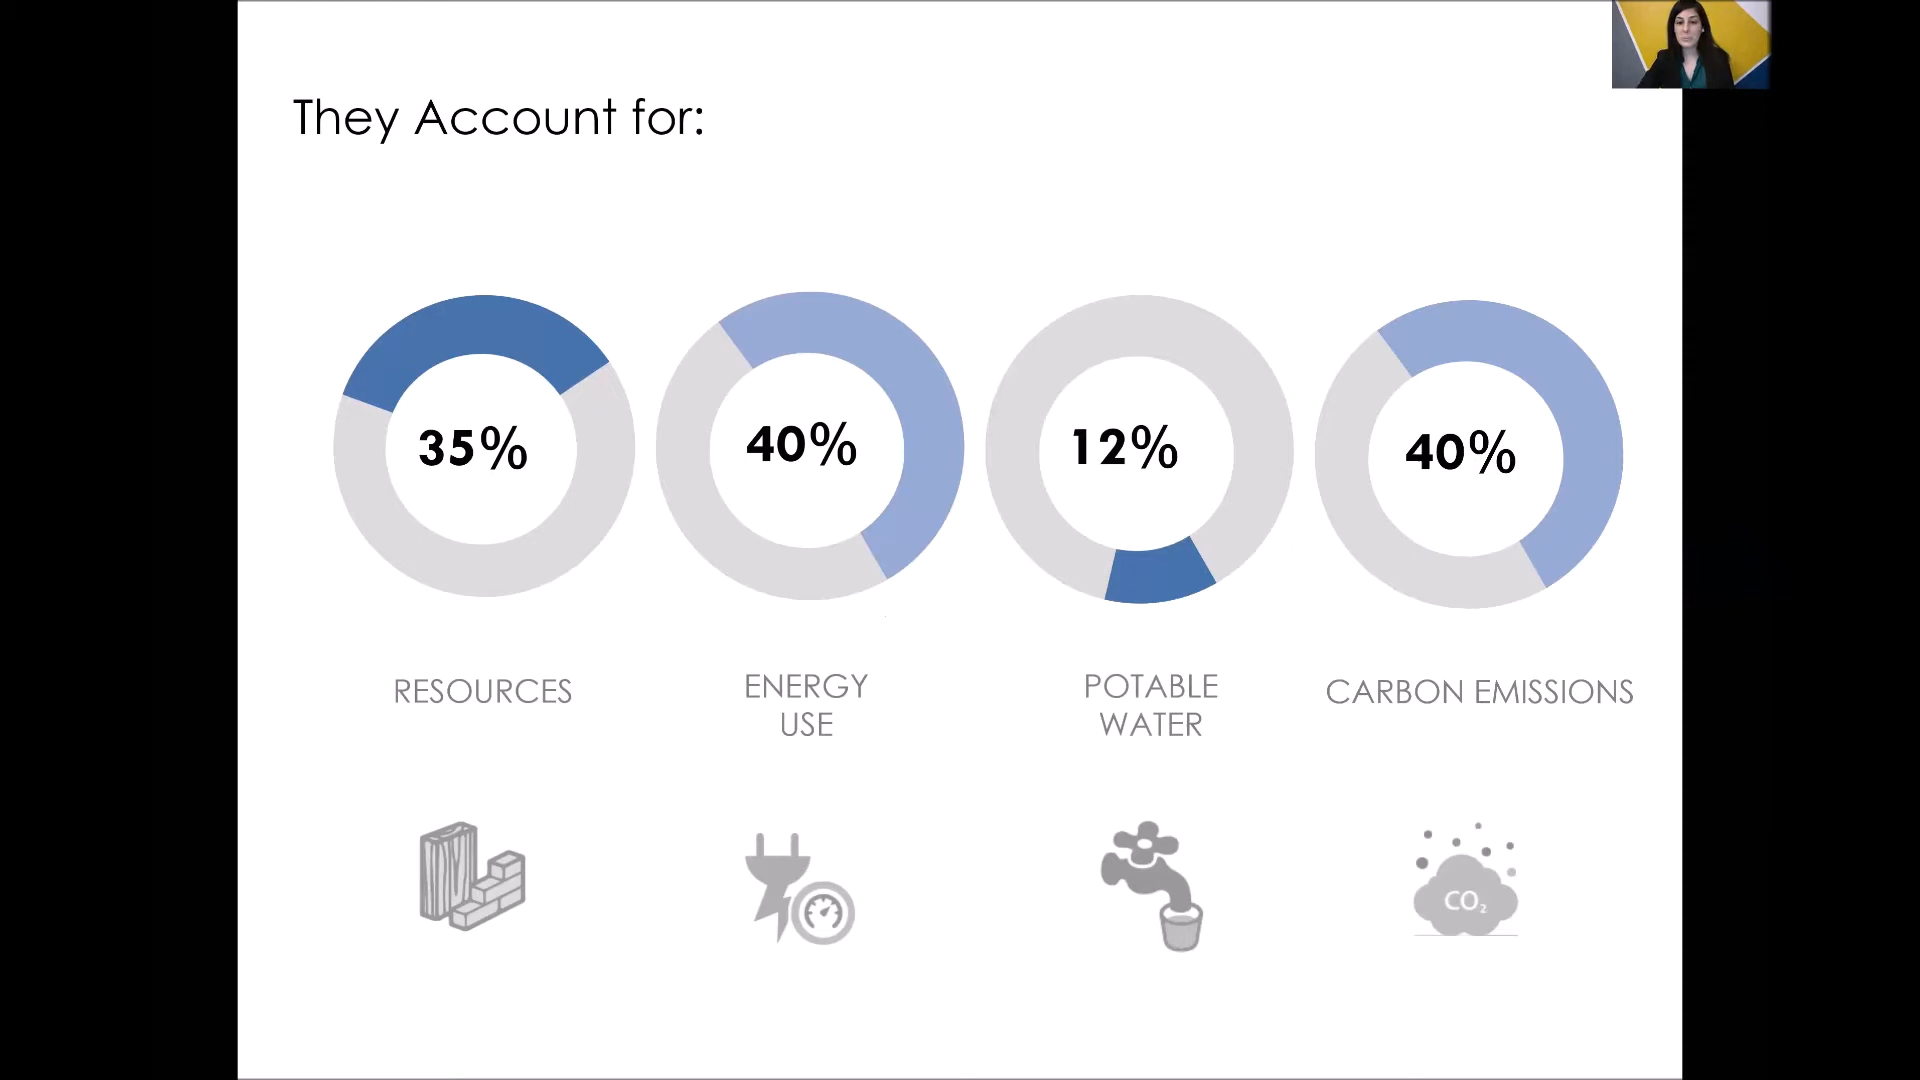 They Account for:
35%
40%
12%
40%
RESOURCES
ENERGY
USE
POTABLE
WATER
CARBON EMISSIONS
CO₂